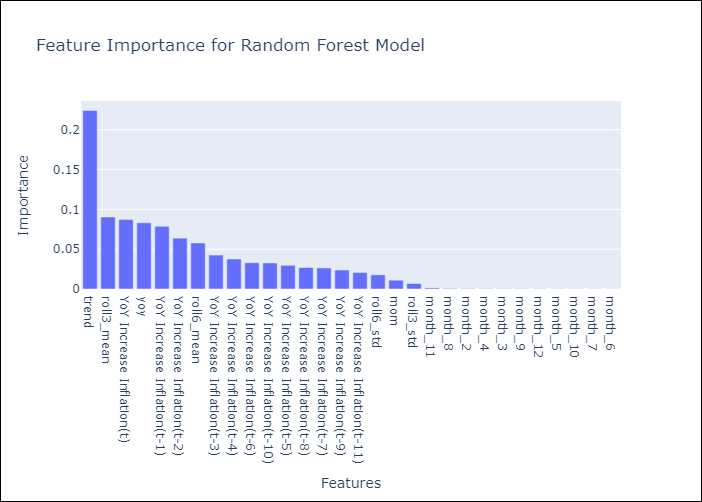 Feature Importance for Random Forest Model
Importance
0.2
0.15
0.1
0.05
0
trend
roll3_mean
YoY Increase Inflation(t)
yoy
YoY Increase Inflation(t-1)
YoY Increase Inflation(t-2)
roll6_mean
YoY Increase Inflation(t-3)
YoY Increase Inflation(t-4)
YoY Increase Inflation(t-6)
YoY Increase Inflation(t-10)
YoY Increase Inflation(t-5)
YoY Increase Inflation(t-8)
YoY Increase Inflation(t-7)
YoY Increase Inflation(t-9)
YoY Increase Inflation(t-11)
roll6_std
mom
roll3_std
month_11
month_8
month_2
month_4
month_3
month_9
month_12
month_5
month_10
month_7
month_6
Features